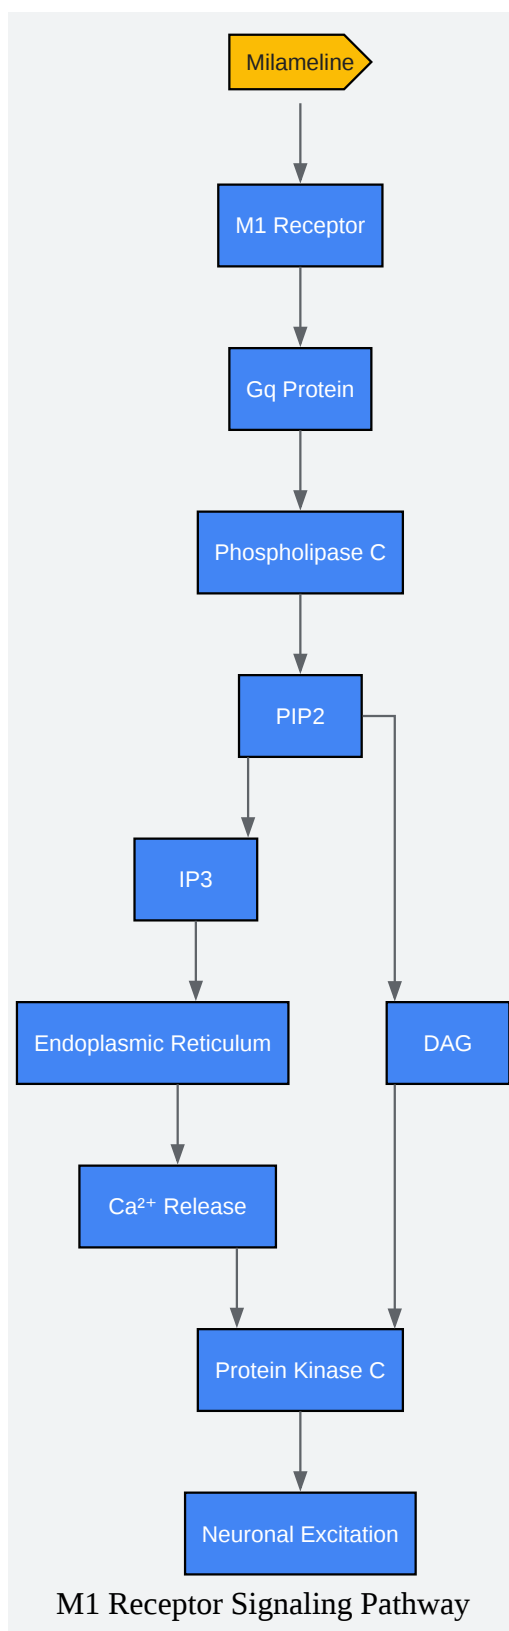 Milameline
M1 Receptor
Gq Protein
Phospholipase C
PIP2
IP3
Endoplasmic Reticulum
DAG
Ca²⁺ Release
Protein Kinase C
Neuronal Excitation
M1 Receptor Signaling Pathway